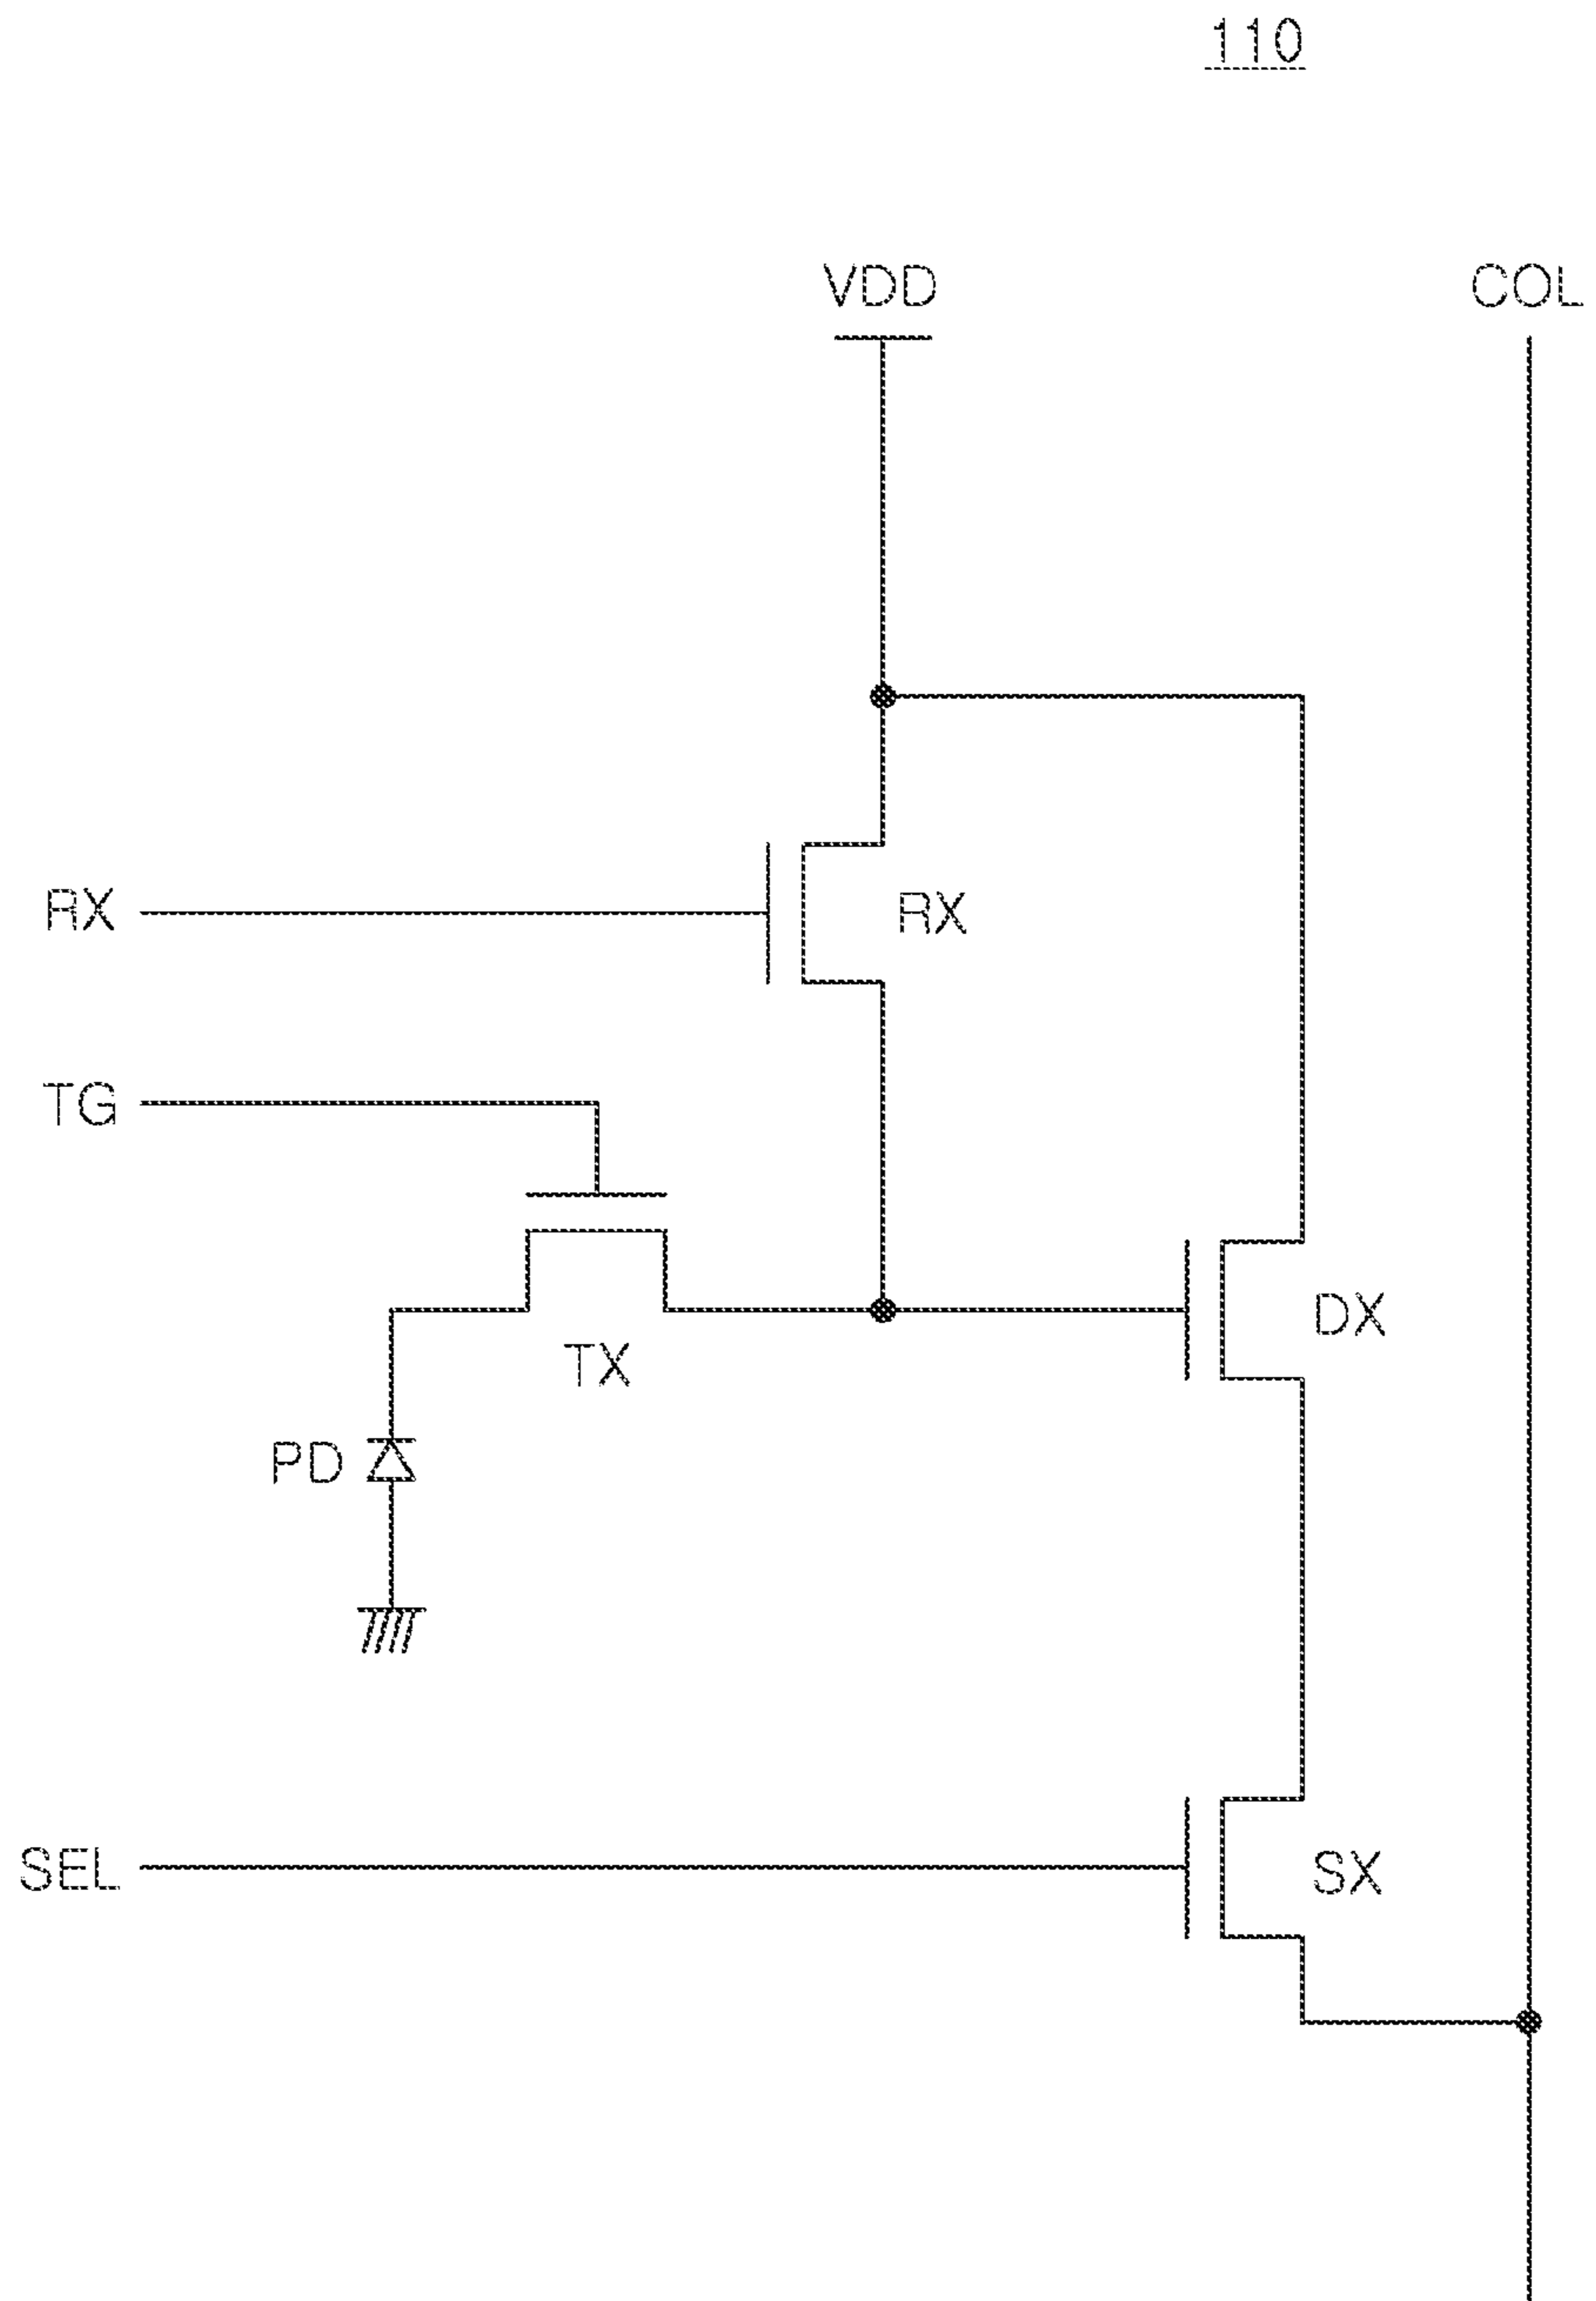 110
VDD
COL
RX
RX
TG
DX
TX
PD
SEL
SX